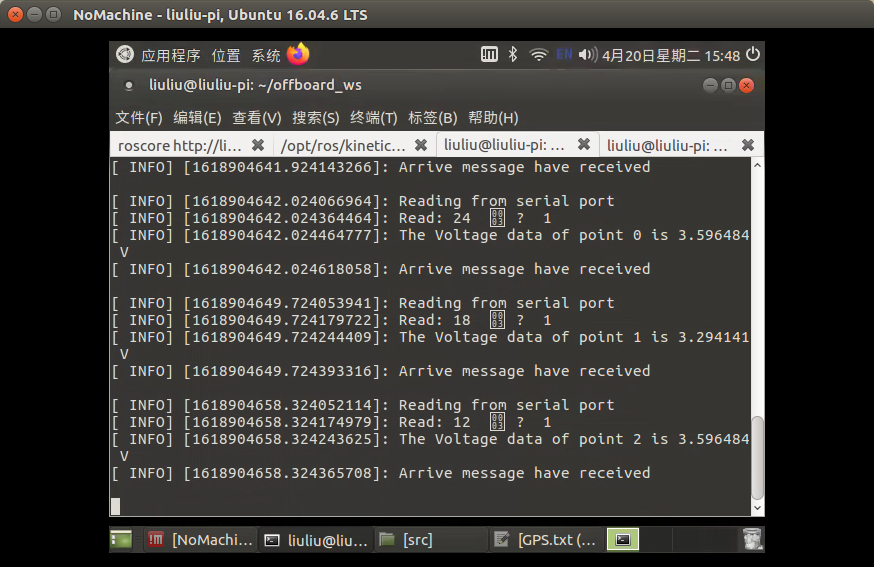 NoMachine - liuliu-pi, Ubuntu 16.04.6 LTS
应用程序 位置 系统 EN 4月20日星期二 15:48
liuliu@liuliu-pi: ~/offboard_ws
文件(F) 编辑(E) 查看(V) 搜索(S) 终端(T) 标签(B) 帮助(H)
roscore http://li... /opt/ros/kinetic... liuliu@liuliu-pi: ... liuliu@liuliu-pi: ...
[ INFO] [1618904641.924143266]: Arrive message have received
[ INFO] [1618904642.024066964]: Reading from serial port
[ INFO] [1618904642.024364464]: Read: 24 0003 ? 1
[ INFO] [1618904642.024464777]: The Voltage data of point 0 is 3.596484
V
[ INFO] [1618904642.024618058]: Arrive message have received
[ INFO] [1618904649.724053941]: Reading from serial port
[ INFO] [1618904649.724179722]: Read: 18 0003 ? 1
[ INFO] [1618904649.724244409]: The Voltage data of point 1 is 3.294141
V
[ INFO] [1618904649.724393316]: Arrive message have received
[ INFO] [1618904658.324052114]: Reading from serial port
[ INFO] [1618904658.324174979]: Read: 12 0003 ? 1
[ INFO] [1618904658.324243625]: The Voltage data of point 2 is 3.596484
V
[ INFO] [1618904658.324365708]: Arrive message have received
[NoMachi... liuliu@liu... [src] [GPS.txt (...